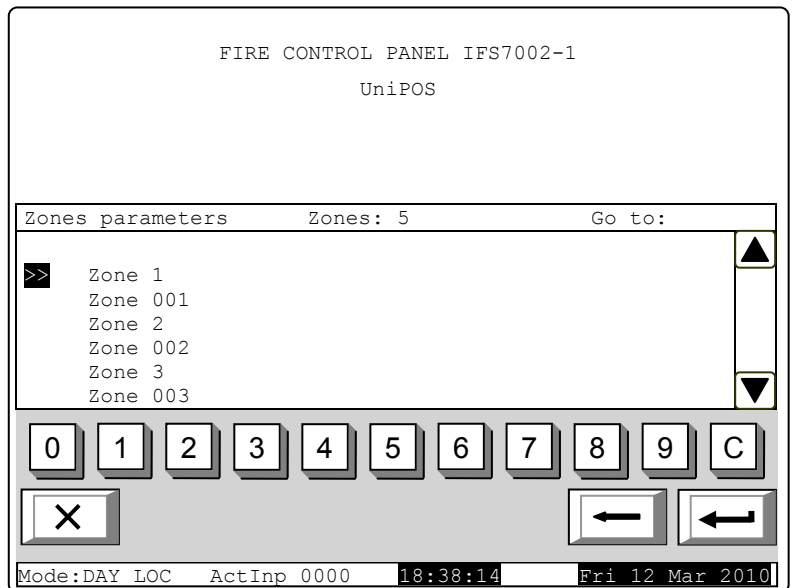 FIRE CONTROL PANEL IFS7002-1
UniPOS
Zones parameters Zones: 5 Go to:
>> Zone 1
Zone 001
Zone 2
Zone 002
Zone 3
Zone 003
0 1 2 3 4 5 6 7 8 9 C
Mode:DAY LOC ActInp 0000 18:38:14 Fri 12 Mar 2010